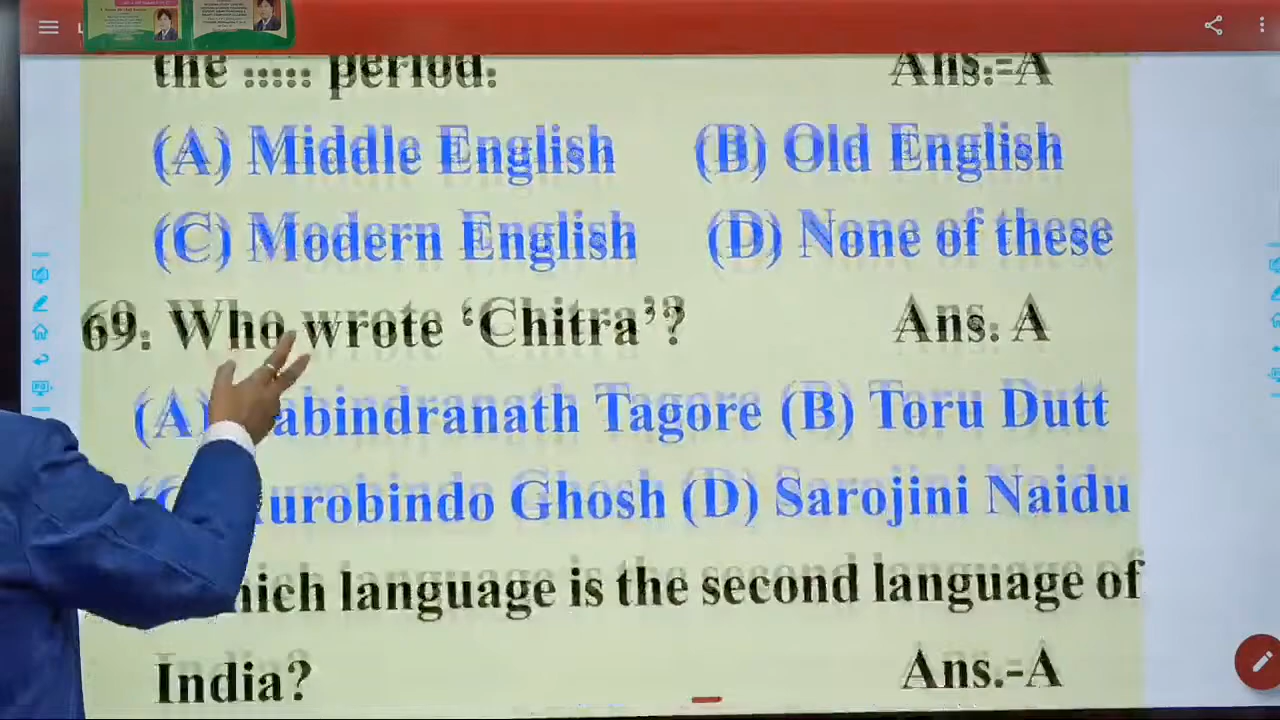 the ::::: period. Ans.-A
(A) Middle English (B) Old English
(C) Modern English (D) None of these
69. Who wrote ‘Chitra’? Ans. A
(A) abindranath Tagore (B) Toru Dutt
urobindo Ghosh (D) Sarojini Naidu
hich language is the second language of
India? Ans.-A